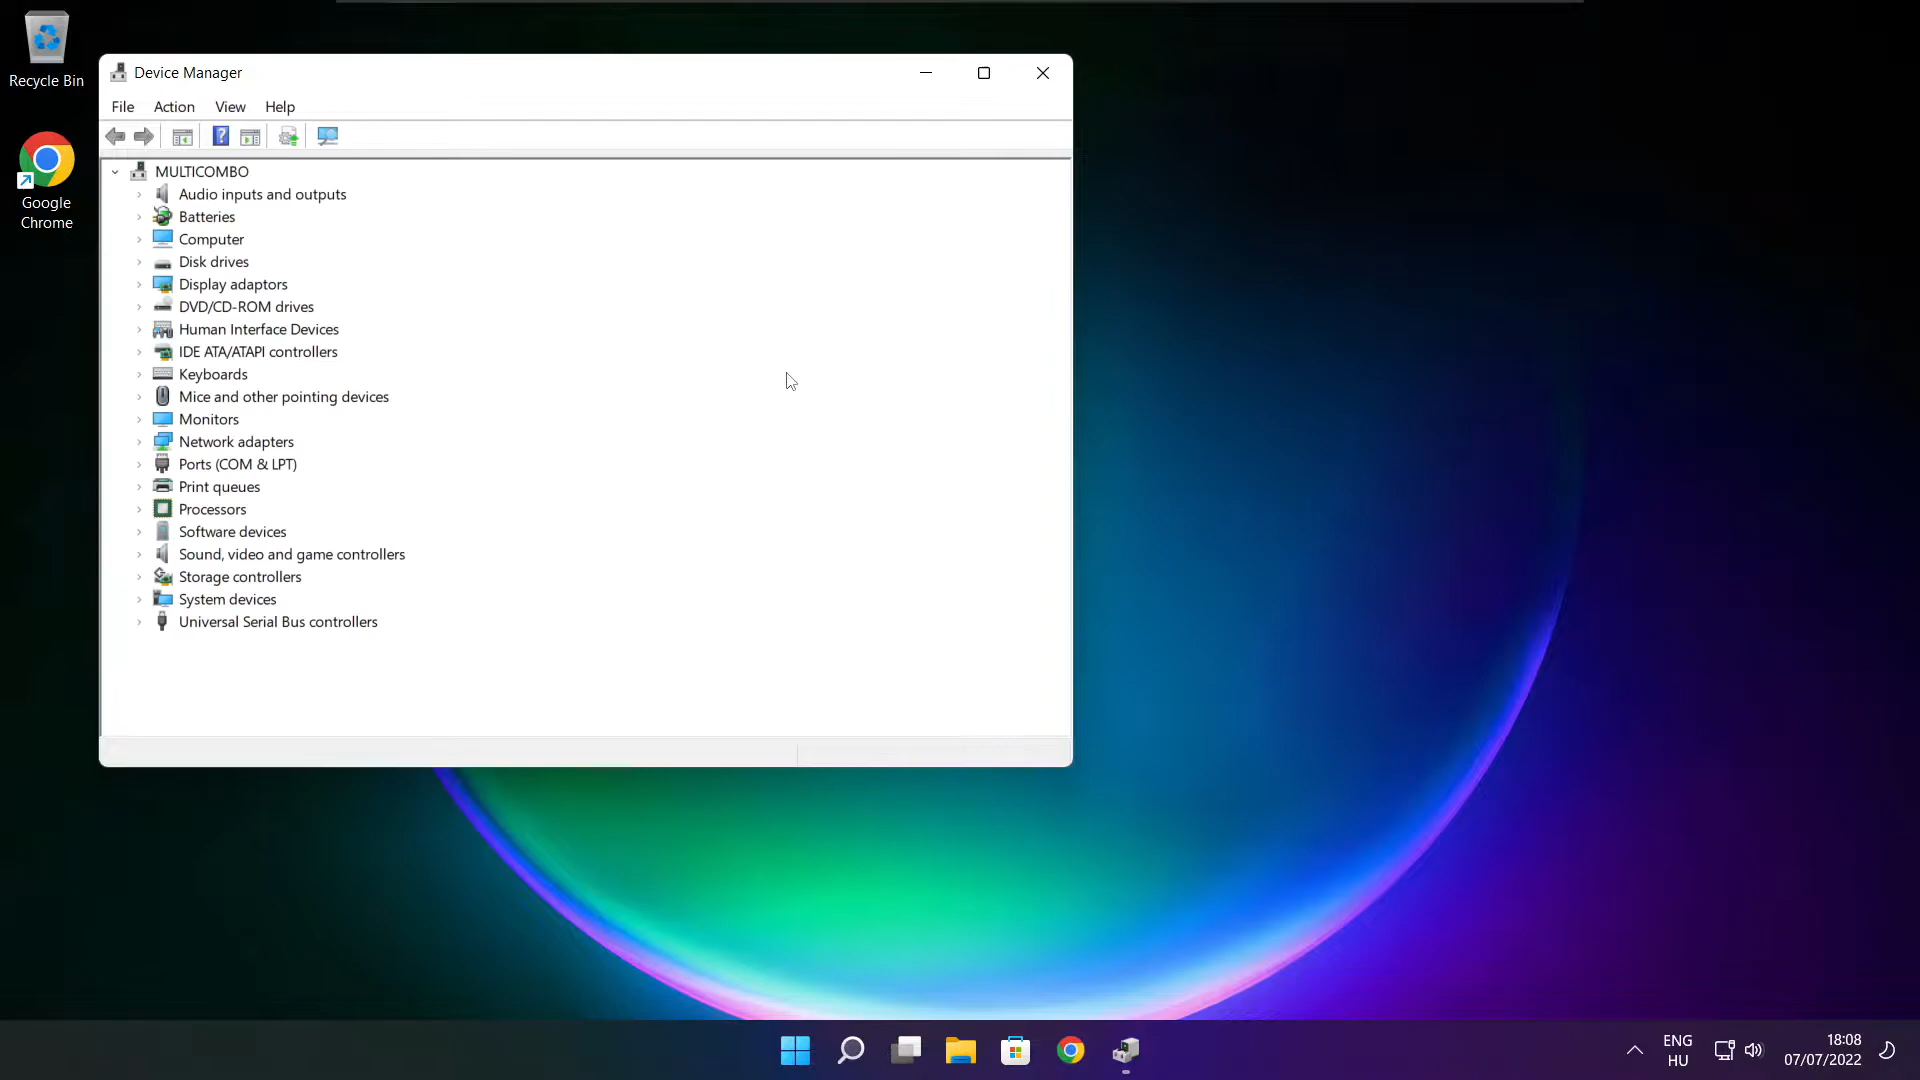 Recycle Bin
Google
Chrome
Device Manager
File Action View Help
MULTICOMBO
Audio inputs and outputs
Batteries
Computer
Disk drives
Display adaptors
DVD/CD-ROM drives
Human Interface Devices
IDE ATA/ATAPI controllers
Keyboards
Mice and other pointing devices
Monitors
Network adapters
Ports (COM & LPT)
Print queues
Processors
Software devices
Sound, video and game controllers
Storage controllers
System devices
Universal Serial Bus controllers
ENG
HU
18:08
07/07/2022